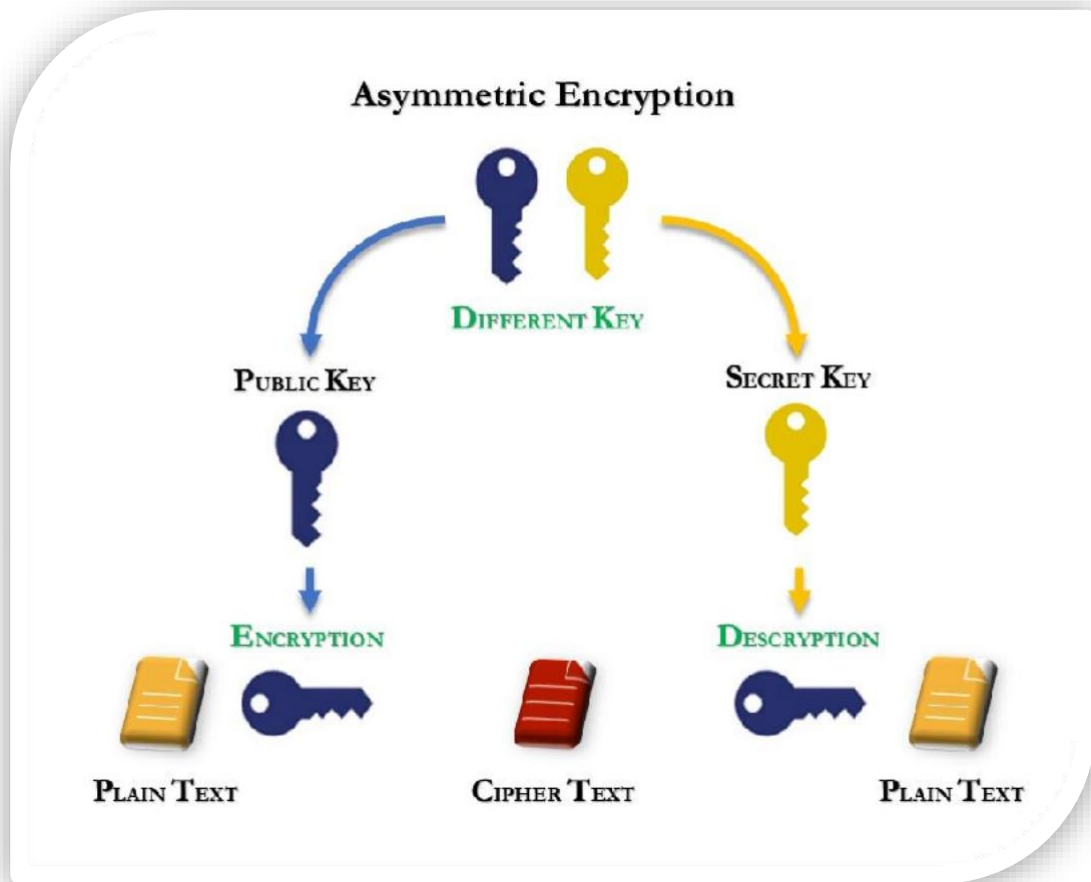 Asymmetric Encryption
DIFFERENT KEY
PUBLIC KEY
SECRET KEY
ENCRYPTION
DESCRYPTION
PLAIN TEXT
CIPHER TEXT
PLAIN TEXT